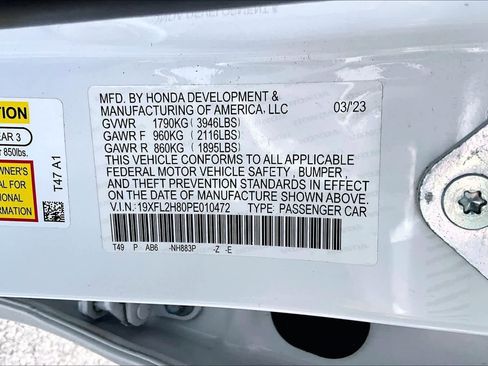 TION
EAR 3
r 850lbs.
WNER'S
AL FOR
TIONAL
ORMATION
T47 A1
MFD. BY HONDA DEVELOPMENT &
MANUFACTURING OF AMERICA, LLC 03/23
GVWR 1790KG (3946LBS)
GAWR F 960KG (2116LBS)
GAWR R 860KG (1895LBS)
THIS VEHICLE CONFORMS TO ALL APPLICABLE
FEDERAL MOTOR VEHICLE SAFETY , BUMPER ,
AND THEFT PREVENTION STANDARDS IN EFFECT
ON THE DATE OF MANUFACTURE SHOWN ABOVE.
V.I.N.: 19XFL2H80PE010472 TYPE: PASSENGER CAR
T49 P AB6 -NH883P -Z -E